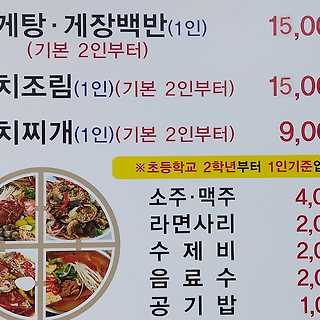 게탕·게장백반(1인) 15,00
(기본 2인부터)
치조림(1인)(기본 2인부터) 15,00
치찌개(1인)(기본 2인부터) 9,00
※초등학교 2학년부터 1인기준입
소주·맥주 4,0
라면사리 2,0
수제비 2,0
음료수 2,0
공기밥 1,0